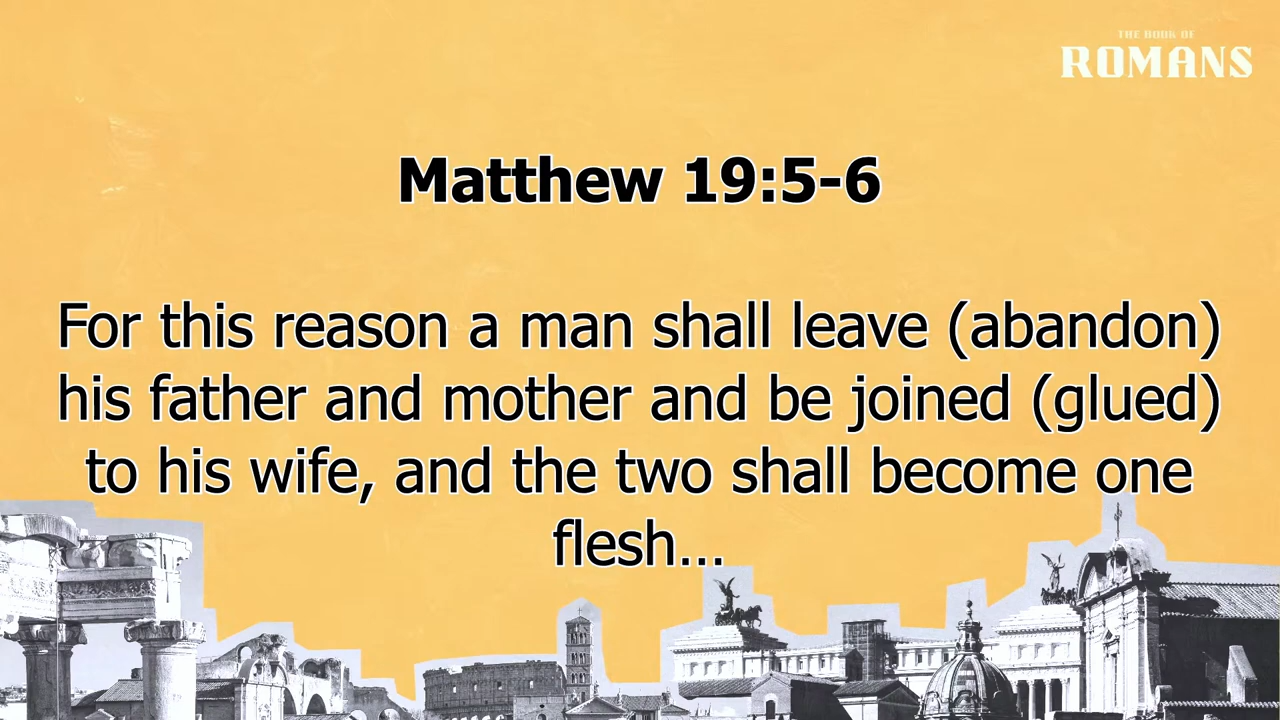 THE BOOK OF
ROMANS
Matthew 19:5-6
For this reason a man shall leave (abandon)
his father and mother and be joined (glued)
to his wife, and the two shall become one
flesh...